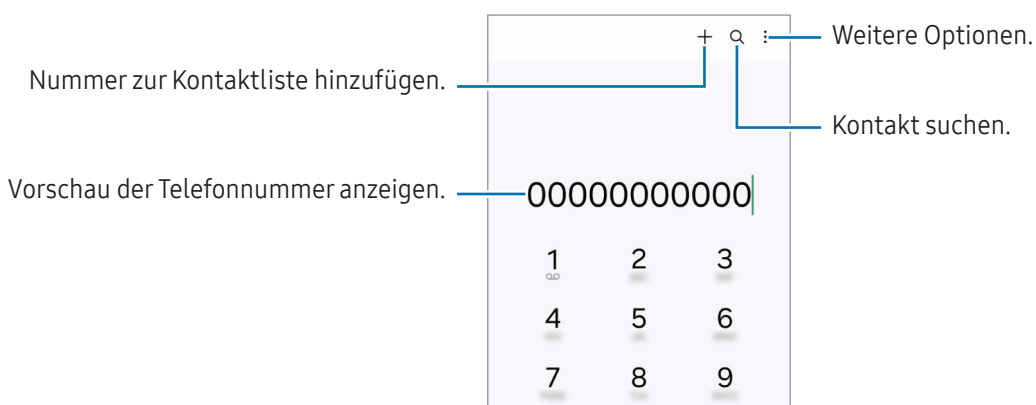 Weitere Optionen.
Nummer zur Kontaktliste hinzufügen.
Kontakt suchen.
Vorschau der Telefonnummer anzeigen.
00000000000
1 2 3
4 5 6
7 8 9